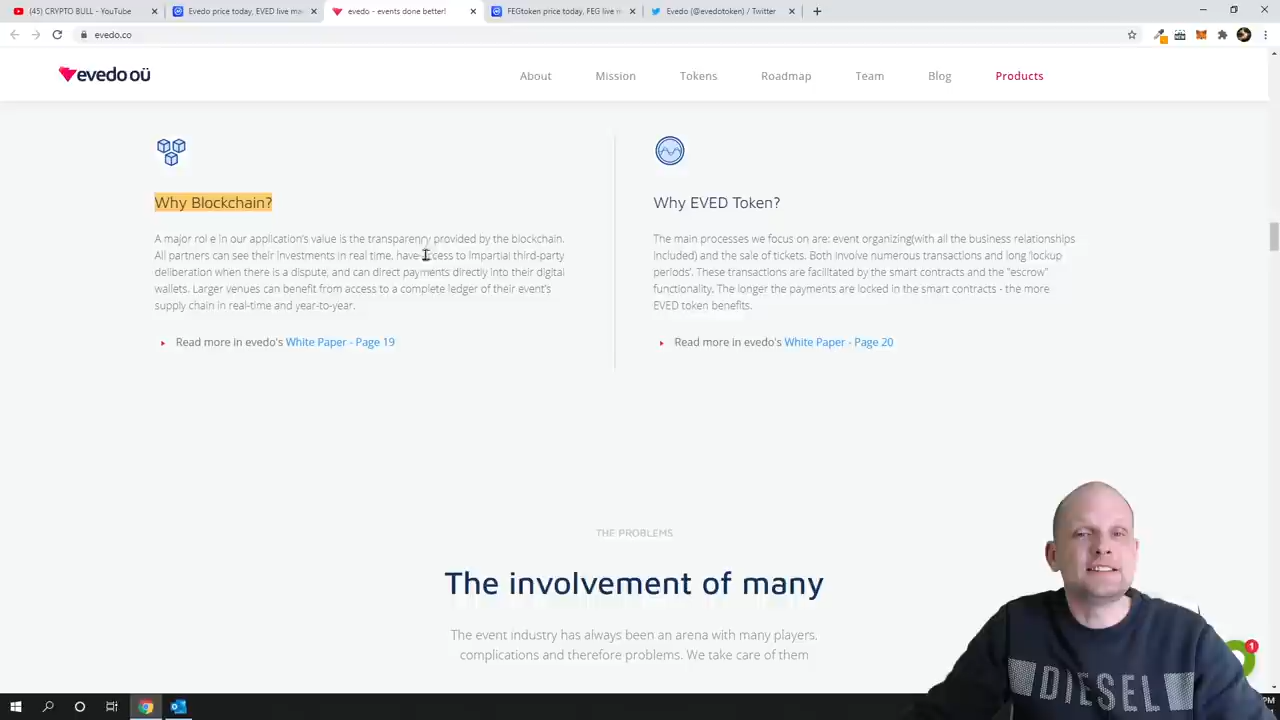 (45) CRYPTO BULL - YouTube
Evedo price today, EVED live ma
evedo - events done better!
FEGtoken price today, FEG live m
Evedo (@evedotoken) / Twitter
evedo.co
evedo oü
About
Mission
Tokens
Roadmap
Team
Blog
Products
Why Blockchain?
A major rol e in our application's value is the transparency provided by the blockchain.
All partners can see their investments in real time, have access to impartial third-party
deliberation when there is a dispute, and can direct payments directly into their digital
wallets. Larger venues can benefit from access to a complete ledger of their event's
supply chain in real-time and year-to-year.
Read more in evedo's White Paper - Page 19
Why EVED Token?
The main processes we focus on are: event organizing(with all the business relationships
included) and the sale of tickets. Both involve numerous transactions and long 'lockup
periods'. These transactions are facilitated by the smart contracts and the "escrow"
functionality. The longer the payments are locked in the smart contracts - the more
EVED token benefits.
Read more in evedo's White Paper - Page 20
THE PROBLEMS
The involvement of many
The event industry has always been an arena with many players,
complications and therefore problems. We take care of them
DIESEL
1
PM